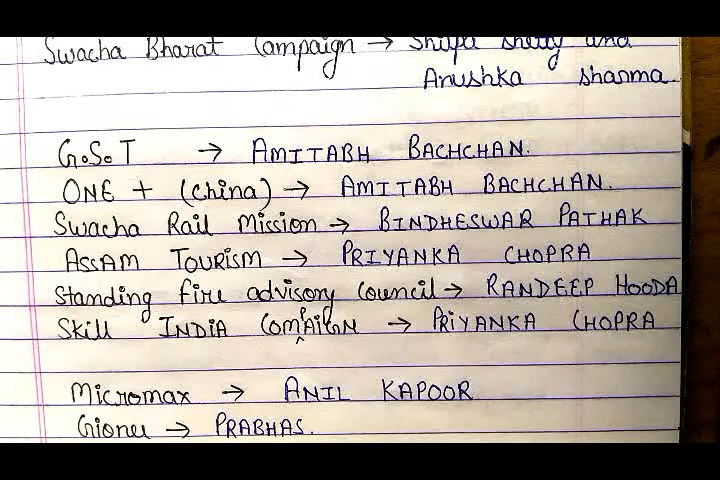 Swacha Bharat Campaign → Shilpa Shetty and
Anushka Sharma
G.S.T → AMITABH BACHCHAN.
ONE + (China) → AMITABH BACHCHAN.
Swacha Rail Mission → BINDHESWAR PATHAK
ASSAM TOURISM → PRIYANKA CHOPRA
Standing fire advisory Council → RANDEEP HOODA
Skill INDIA Compaign → PRIYANKA CHOPRA
Micromax → ANIL KAPOOR
Gionee → PRABHAS.